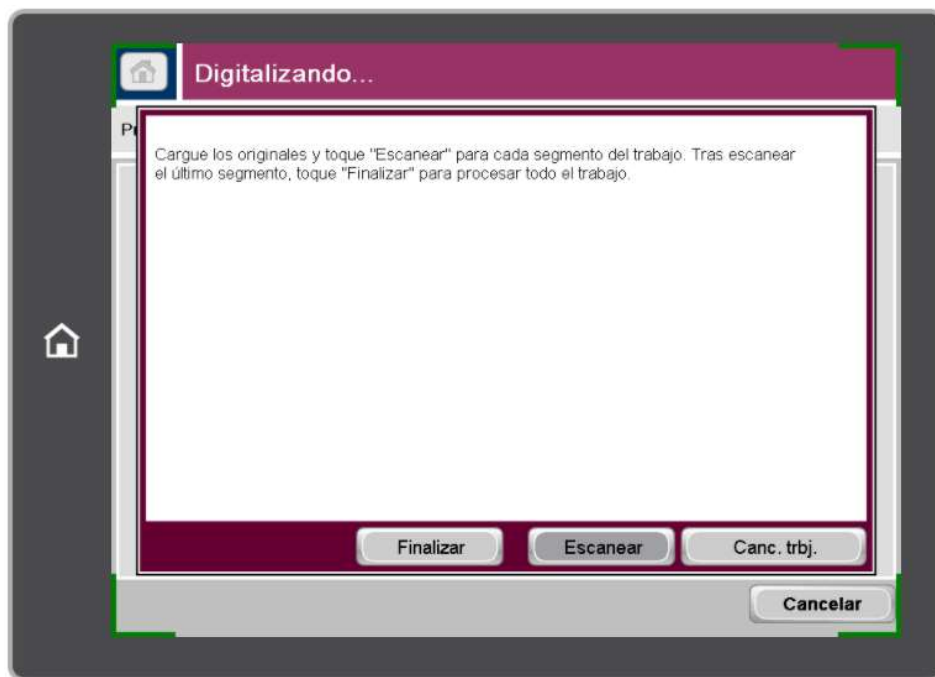 Digitalizando...
Cargue los originales y toque "Escanear" para cada segmento del trabajo. Tras escanear
el último segmento, toque "Finalizar" para procesar todo el trabajo.
Finalizar
Escanear
Canc. trbj.
Cancelar